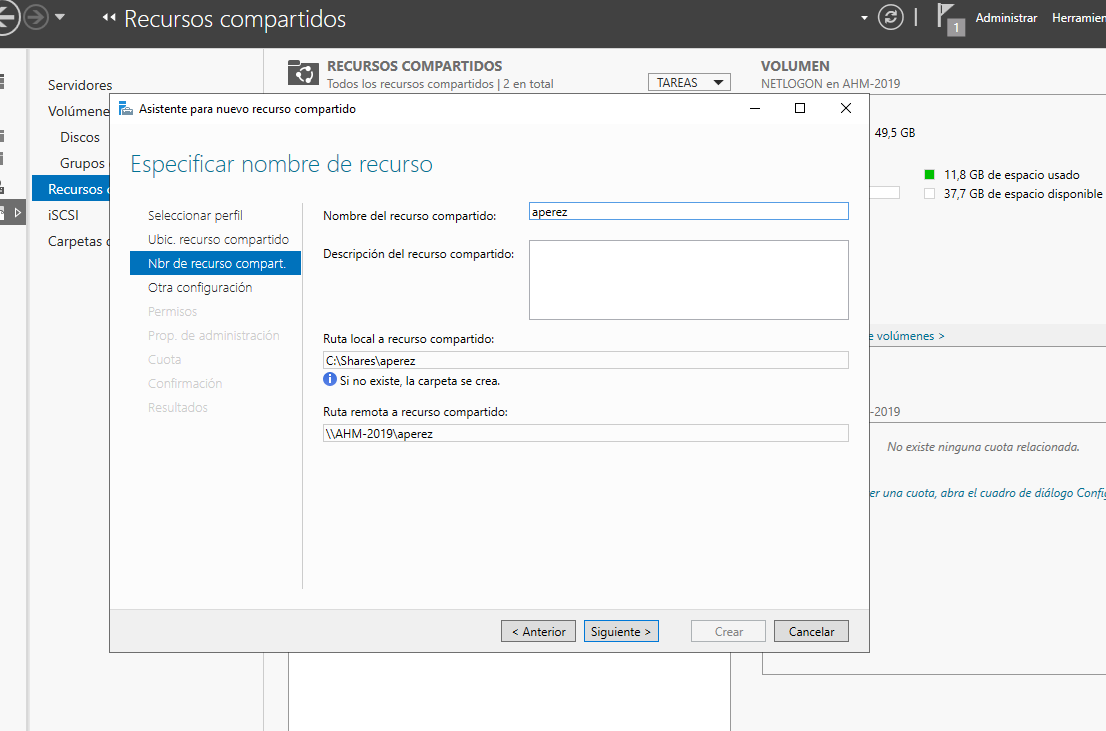 Recursos compartidos
1
Administrar
Herramien
Servidores
Volúmene
Discos
Grupos
Recursos c
iSCSI
Carpetas c
RECURSOS COMPARTIDOS
Todos los recursos compartidos | 2 en total
TAREAS
VOLUMEN
NETLOGON en AHM-2019
49,5 GB
11,8 GB de espacio usado
37,7 GB de espacio disponible
e volúmenes >
-2019
No existe ninguna cuota relacionada.
er una cuota, abra el cuadro de diálogo Config
Asistente para nuevo recurso compartido
Especificar nombre de recurso
Seleccionar perfil
Ubic. recurso compartido
Nbr de recurso compart.
Otra configuración
Permisos
Prop. de administración
Cuota
Confirmación
Resultados
Nombre del recurso compartido:
aperez
Descripción del recurso compartido:
Ruta local a recurso compartido:
C:\Shares\aperez
Si no existe, la carpeta se crea.
Ruta remota a recurso compartido:
\\AHM-2019\aperez
< Anterior
Siguiente >
Crear
Cancelar